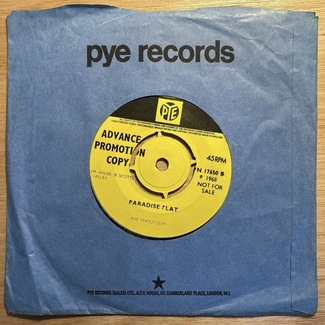 pye records
PYE
ADVANCE
PROMOTION
COPY
45RPM
7N 17650 B
℗ 1968
NOT FOR
SALE
PARADISE FLAT
THE STATUS QUO
PYE RECORDS (SALES) LTD., A.T.V. HOUSE, 17, CUMBERLAND PLACE, LONDON, W.1.